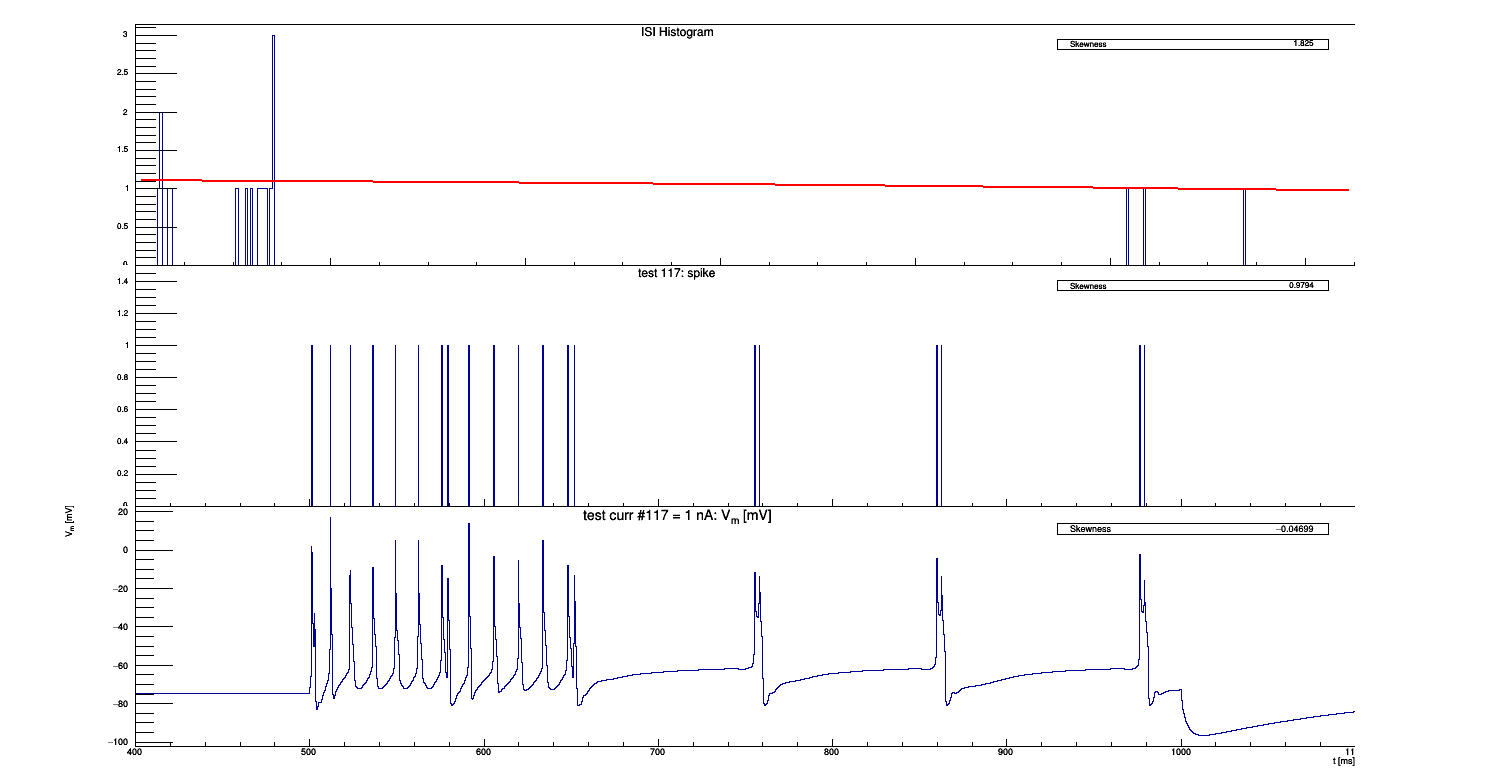 ISI Histogram
Skewness 1.825
3
2.5
2
1.5
1
0.5
0
test 117: spike
Skewness 0.9794
1.4
1.2
1
0.8
0.6
0.4
0.2
0
test curr #117 = 1 nA: Vm [mV]
Skewness −0.04699
Vm [mV]
20
0
−20
−40
−60
−80
−100
400 500 600 700 800 900 1000 11
t [ms]